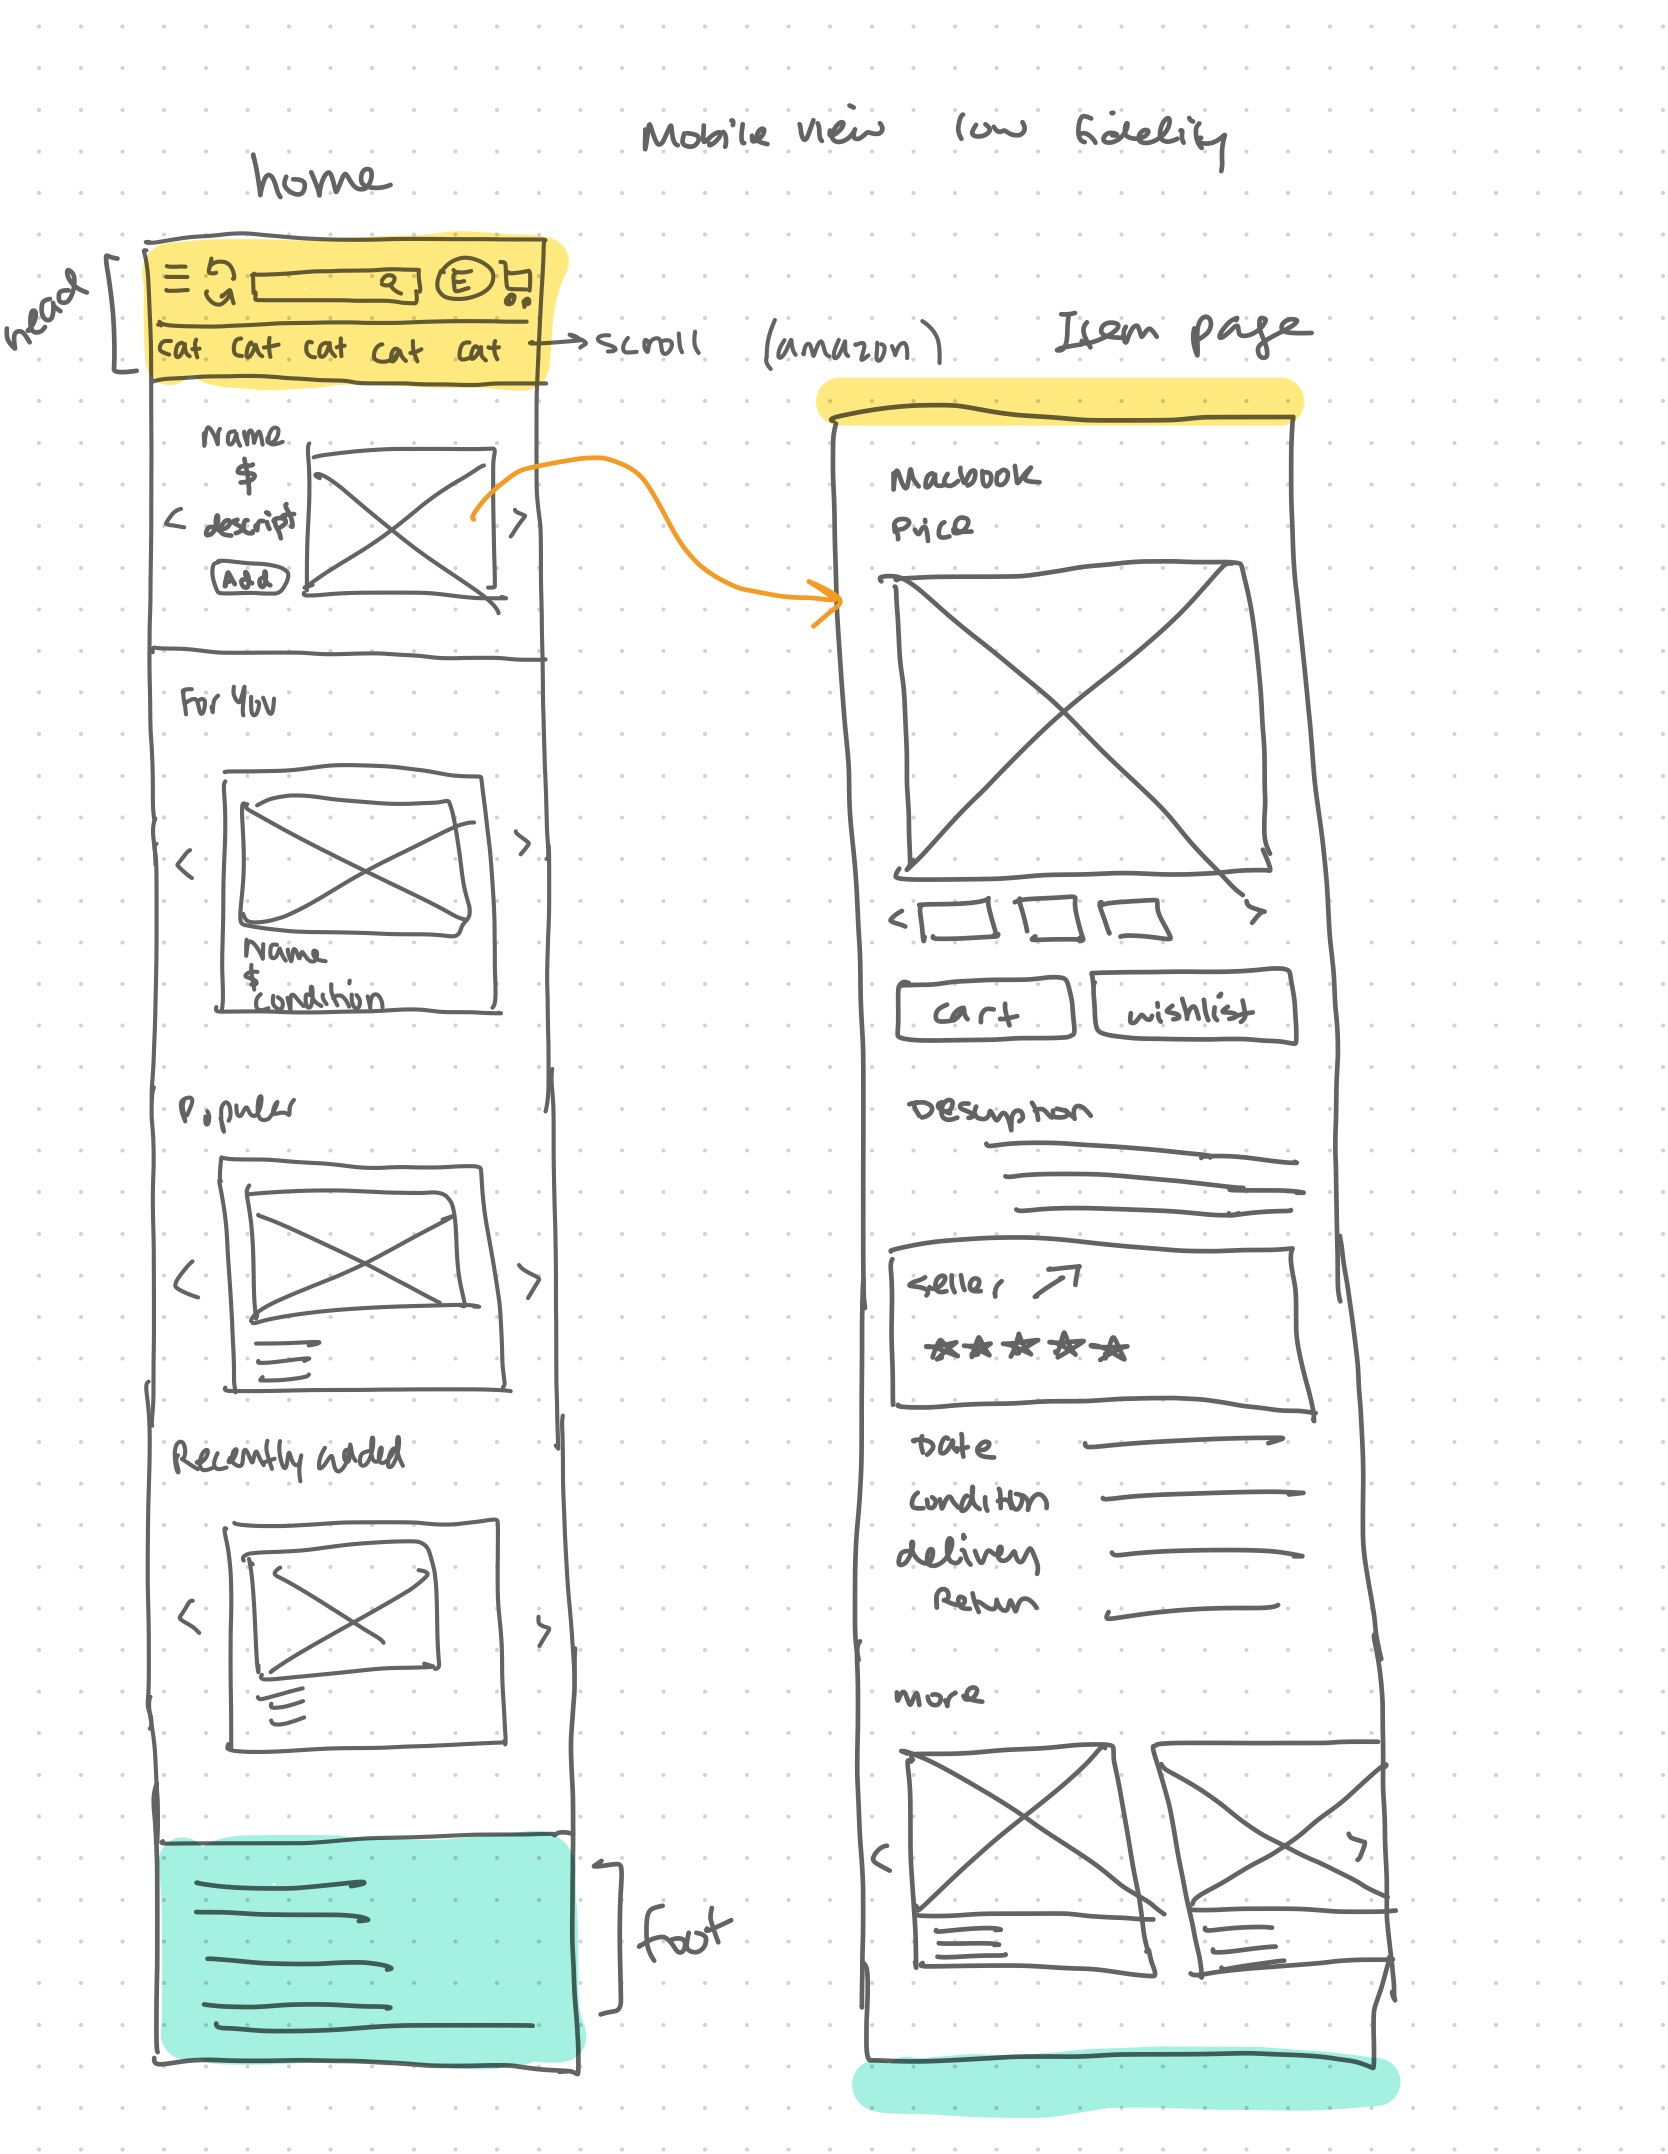 Mobile view low fidelity
home
head
E
cat cat cat cat cat
scroll (amazon)
Name
$
descript
Add
For You
Name
$
condition
Populer
Recently added
foot
Item page
Macbook
Price
cart
wishlist
Description
Seller
Date
condition
delivery
Return
more